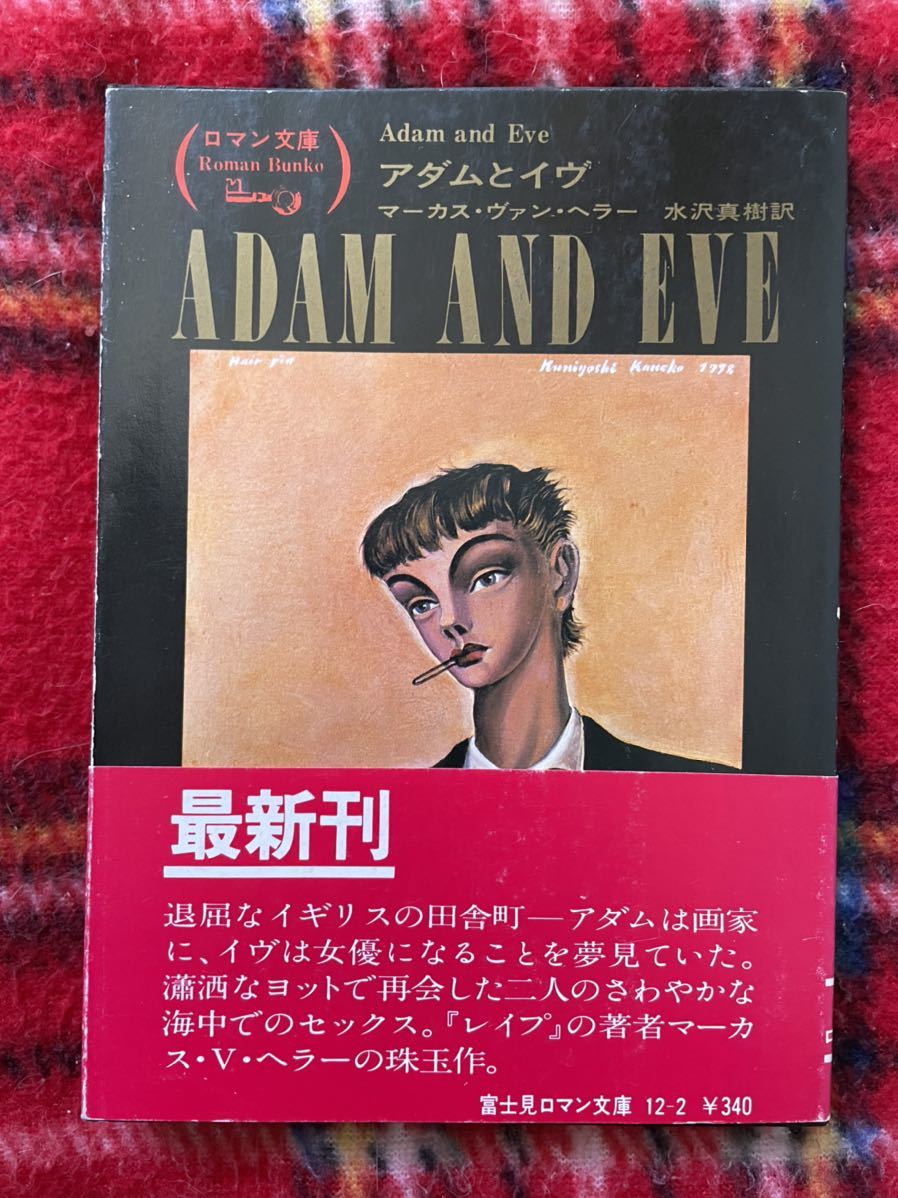 ロマン文庫
Roman Bunko
Adam and Eve
アダムとイヴ
マーカス・ヴァン・ヘラー 水沢真樹訳
ADAM AND EVE
Hair pin
Kuniyoshi Kaneko 1978
最新刊
退屈なイギリスの田舎町―アダムは画家
に、イヴは女優になることを夢見ていた。
瀟洒なヨットで再会した二人のさわやかな
海中でのセックス。『レイプ』の著者マーカ
ス・V・ヘラーの珠玉作。
富士見ロマン文庫 12-2 ¥340